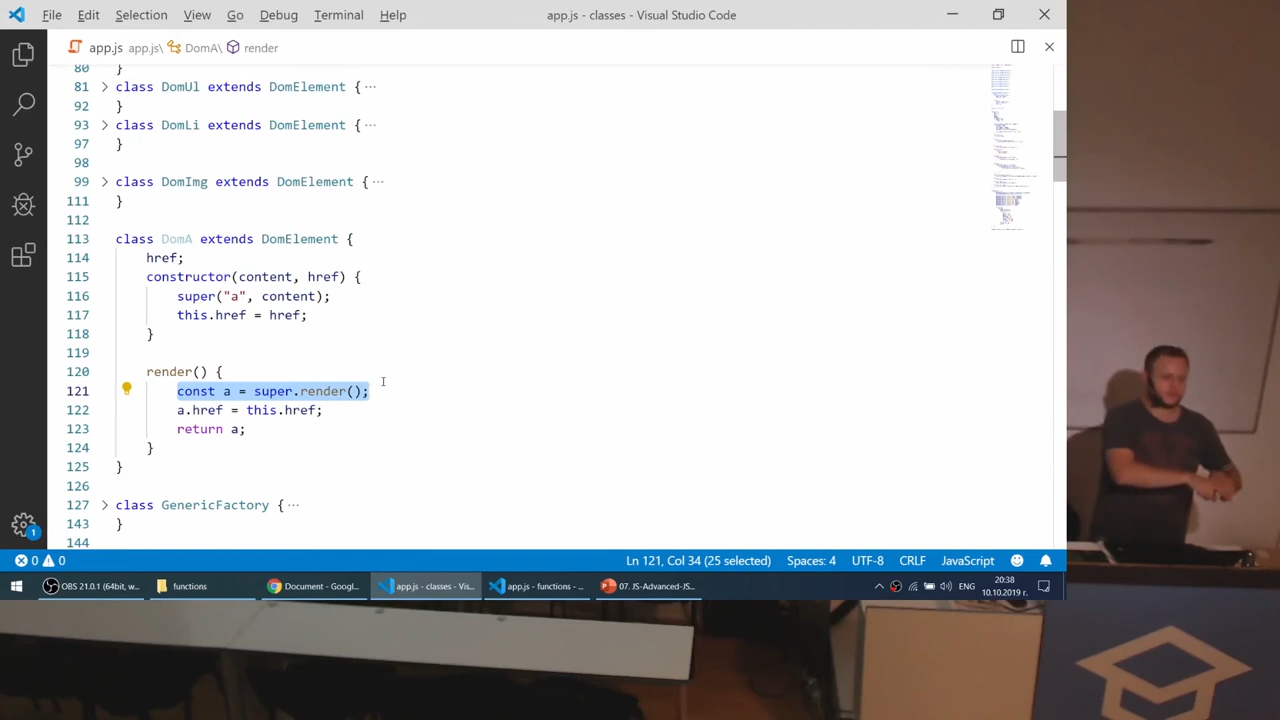 File Edit Selection View Go Debug Terminal Help app.js - classes - Visual Studio Code
app.js app.js\ DomA\ render
80 }
81 class DomUl extends DomElement { ...
92
93 class DomLi extends DomElement { ...
97
98
99 class DomImg extends DomElement { ...
111
112
113 class DomA extends DomElement {
114 href;
115 constructor(content, href) {
116 super("a", content);
117 this.href = href;
118 }
119
120 render() {
121 const a = super.render();
122 a.href = this.href;
123 return a;
124 }
125 }
127 class GenericFactory { ...
143 }
144
1
0 0 Ln 121, Col 34 (25 selected) Spaces: 4 UTF-8 CRLF JavaScript
OBS 21.0.1 (64bit, w... functions Document - Googl... app.js - classes - Vis... app.js - functions - ... 07. JS-Advanced-JS... ЕНГ 20:38
10.10.2019 г.